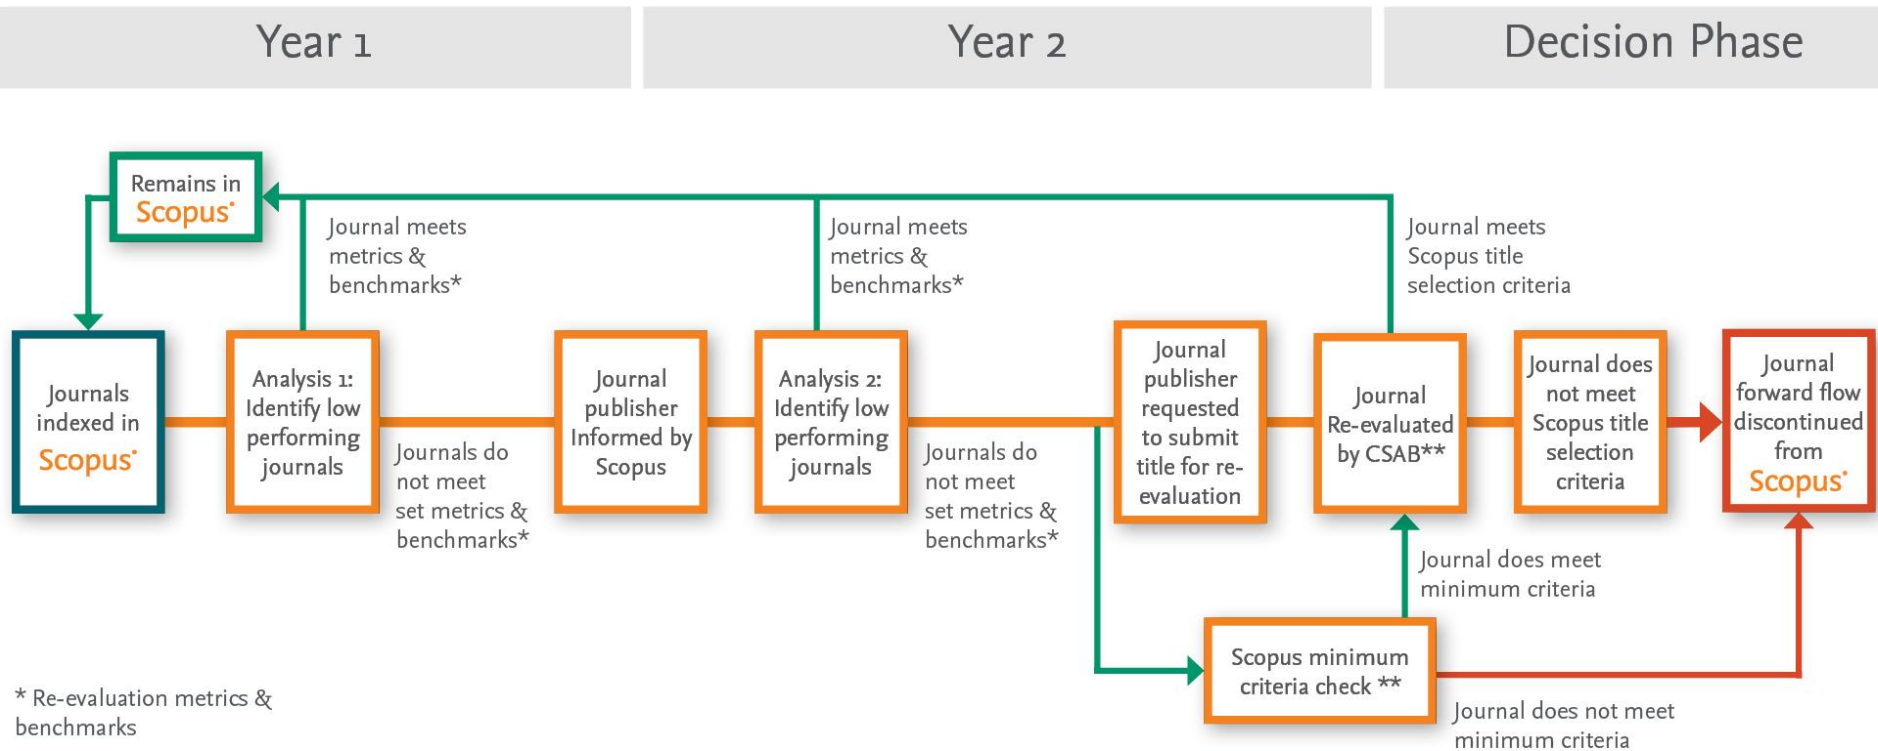 Year 1
Year 2
Decision Phase
Remains in
Scopus
Journal meets
metrics &
benchmarks*
Journal meets
metrics &
benchmarks*
Journal meets
Scopus title
selection criteria
Journals
indexed in
Scopus
Analysis 1:
Identify low
performing
journals
Journals do
not meet
set metrics &
benchmarks*
Journal
publisher
Informed by
Scopus
Analysis 2:
Identify low
performing
journals
Journals do
not meet
set metrics &
benchmarks*
Journal
publisher
requested
to submit
title for re-
evaluation
Journal
Re-evaluated
by CSAB**
Journal does
not meet
Scopus title
selection
criteria
Journal
forward flow
discontinued
from
Scopus
Journal does meet
minimum criteria
Scopus minimum
criteria check **
Journal does not meet
minimum criteria
* Re-evaluation metrics &
benchmarks